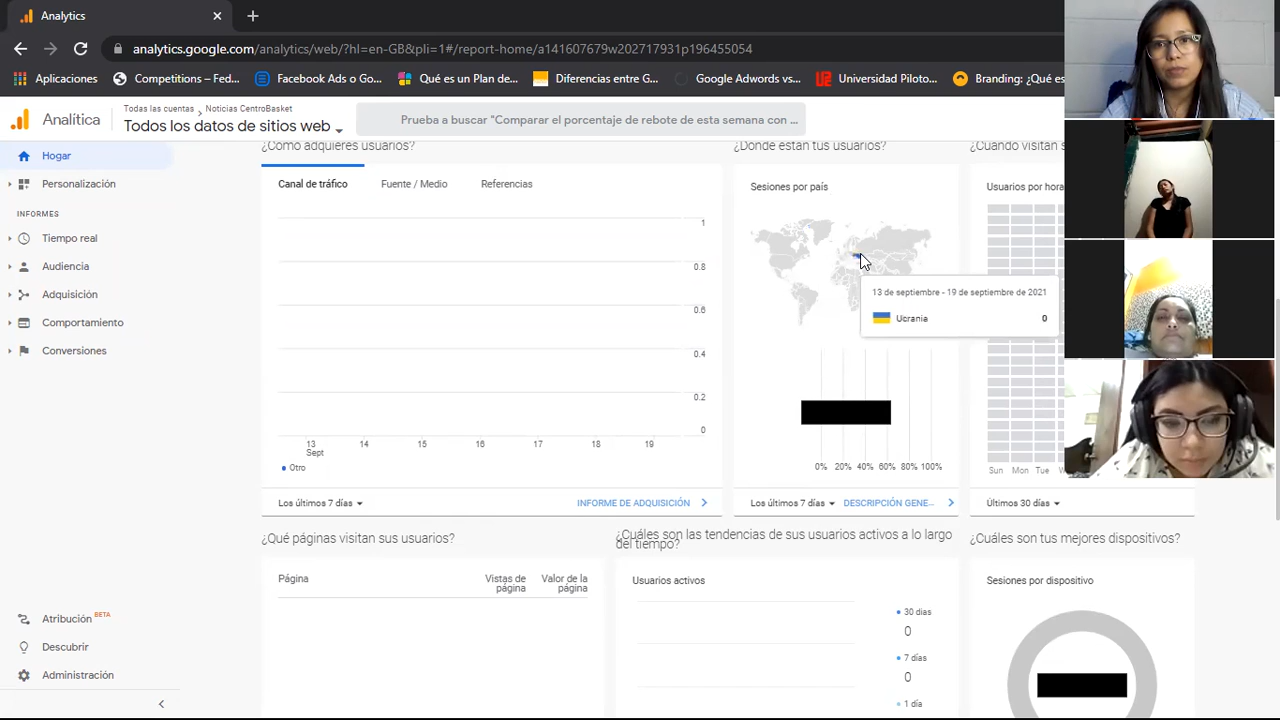 Analytics
analytics.google.com/analytics/web/?hl=en-GB&pli=1#/report-home/a141607679w202717931p196455054
Aplicaciones
Competitions – Fed...
Facebook Ads o Go...
Qué es un plan de...
Diferencias entre G...
Google Adwords vs...
Universidad Piloto...
Branding: ¿Qué es
Analítica
Todas las cuentas > Noticias CentroBasket
Todos los datos de sitios web
Prueba a buscar "Comparar el porcentaje de rebote de esta semana con ...
Hogar
Personalización
INFORMES
Tiempo real
Audiencia
Adquisición
Comportamiento
Conversiones
Atribución BETA
Descubrir
Administración
¿Cómo adquieres usuarios?
Canal de tráfico
Fuente / Medio
Referencias
1
0.8
0.6
0.4
0.2
0
13
Sept
14
15
16
17
18
19
Otro
Los últimos 7 días
INFORME DE ADQUISICIÓN
¿Dónde están tus usuarios?
Sesiones por país
13 de septiembre - 19 de septiembre de 2021
Ucrania
0
0% 20% 40% 60% 80% 100%
Los últimos 7 días
DESCRIPCIÓN GENE...
¿Cuándo visitan
Usuarios por hora
Sun Mon Tue
Últimos 30 días
¿Qué páginas visitan sus usuarios?
Página
Vistas de
página
Valor de la
página
¿Cuáles son las tendencias de sus usuarios activos a lo largo
del tiempo?
Usuarios activos
30 días
0
7 días
0
1 día
¿Cuáles son tus mejores dispositivos?
Sesiones por dispositivo